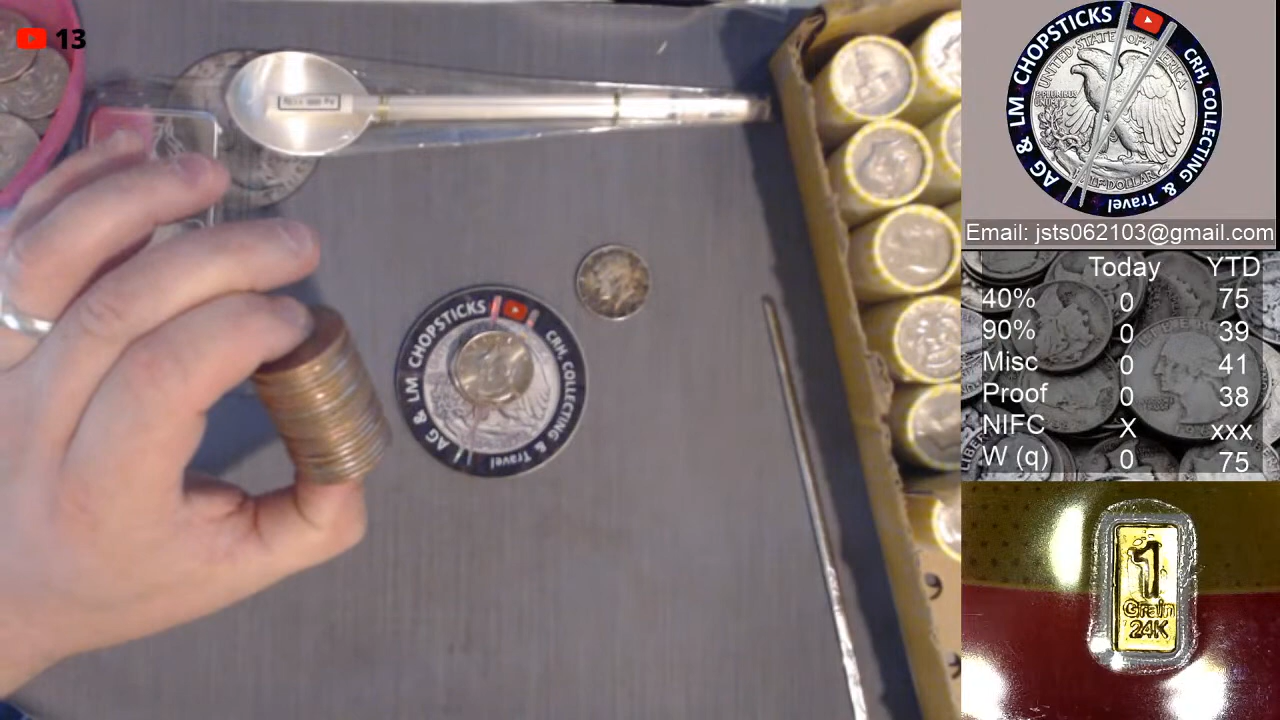 13
AG & LM CHOPSTICKS
CRH, COLLECTING
& Travel
UNITED STATES OF AMERICA
HALF DOLLAR
Email: jsts062103@gmail.com
Today YTD
40% 0 75
90% 0 39
Misc 0 41
Proof 0 38
NIFC X xxx
W (q) 0 75
AG & LM CHOPSTICKS
CRH, COLLECTING
& Travel
1
Grain
24K